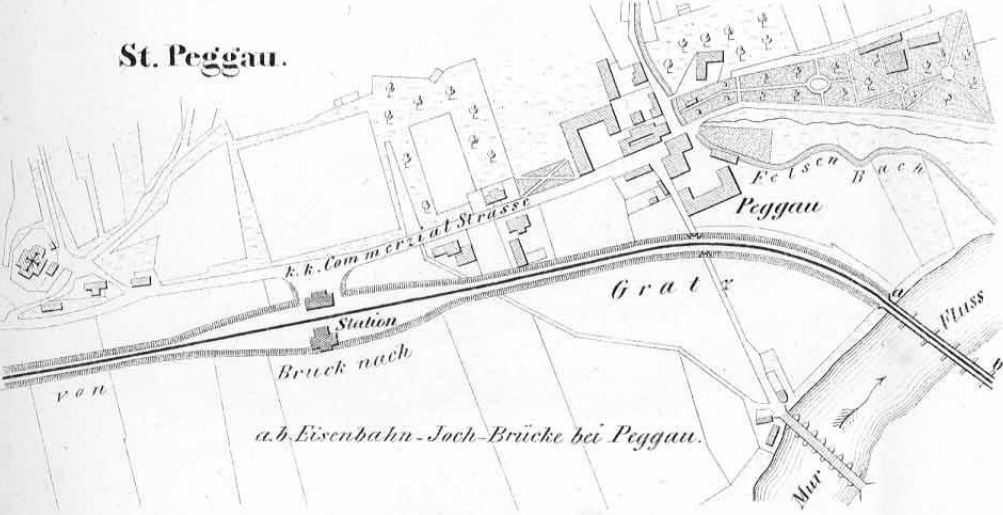 St. Peggau.
Felsen Bach
Peggau
k.k. Commerzial Strasse
Station
von Bruck nach Gratz
a
Fluss
b
a.b. Eisenbahn-Joch-Brücke bei Peggau.
Mur